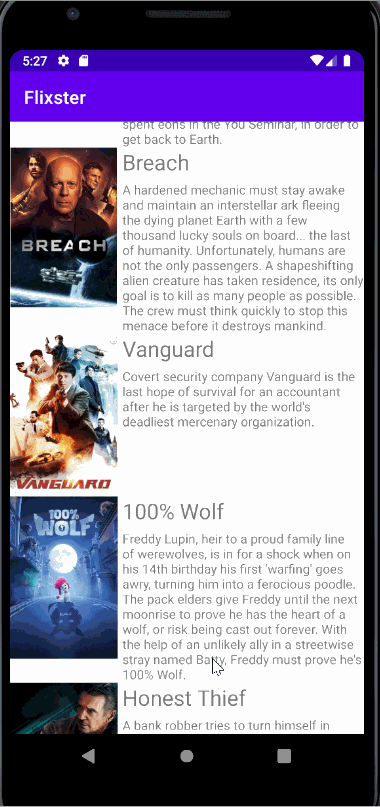 5:27
Flixster
spent eons in the You Seminar, in order to
get back to Earth.
Breach
A hardened mechanic must stay awake
and maintain an interstellar ark fleeing
the dying planet Earth with a few
thousand lucky souls on board... the last
of humanity. Unfortunately, humans are
not the only passengers. A shapeshifting
alien creature has taken residence, its only
goal is to kill as many people as possible.
The crew must think quickly to stop this
menace before it destroys mankind.
BREACH
Vanguard
Covert security company Vanguard is the
last hope of survival for an accountant
after he is targeted by the world's
deadliest mercenary organization.
VANGUARD
100% Wolf
Freddy Lupin, heir to a proud family line
of werewolves, is in for a shock when on
his 14th birthday his first 'warfing' goes
awry, turning him into a ferocious poodle.
The pack elders give Freddy until the next
moonrise to prove he has the heart of a
wolf, or risk being cast out forever. With
the help of an unlikely ally in a streetwise
stray named Batty, Freddy must prove he's
100% Wolf.
100%
WOLF
Honest Thief
A bank robber tries to turn himself in